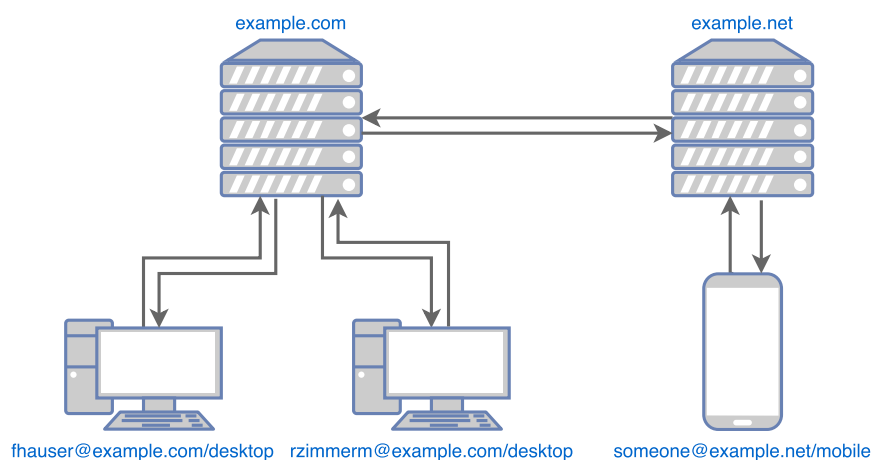 example.com
example.net
fhauser@example.com/desktop
rzimmerm@example.com/desktop
someone@example.net/mobile